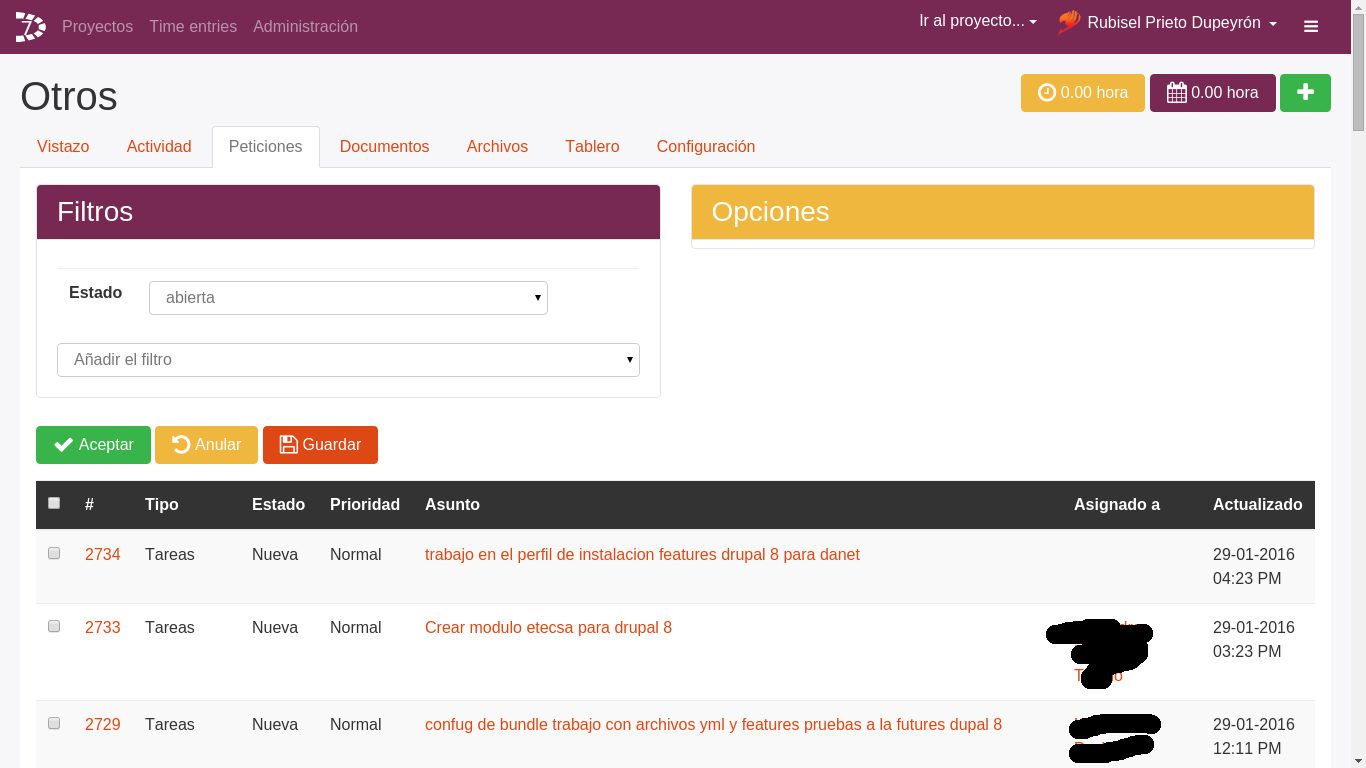 Proyectos Time entries Administración Ir al proyecto... Rubisel Prieto Dupeyrón
Otros 0.00 hora 0.00 hora
Vistazo Actividad Peticiones Documentos Archivos Tablero Configuración
Filtros Opciones
Estado abierta
Añadir el filtro
Aceptar Anular Guardar
# Tipo Estado Prioridad Asunto Asignado a Actualizado
2734 Tareas Nueva Normal trabajo en el perfil de instalacion features drupal 8 para danet 29-01-2016
04:23 PM
2733 Tareas Nueva Normal Crear modulo etecsa para drupal 8 29-01-2016
03:23 PM
2729 Tareas Nueva Normal confug de bundle trabajo con archivos yml y features pruebas a la futures dupal 8 29-01-2016
12:11 PM